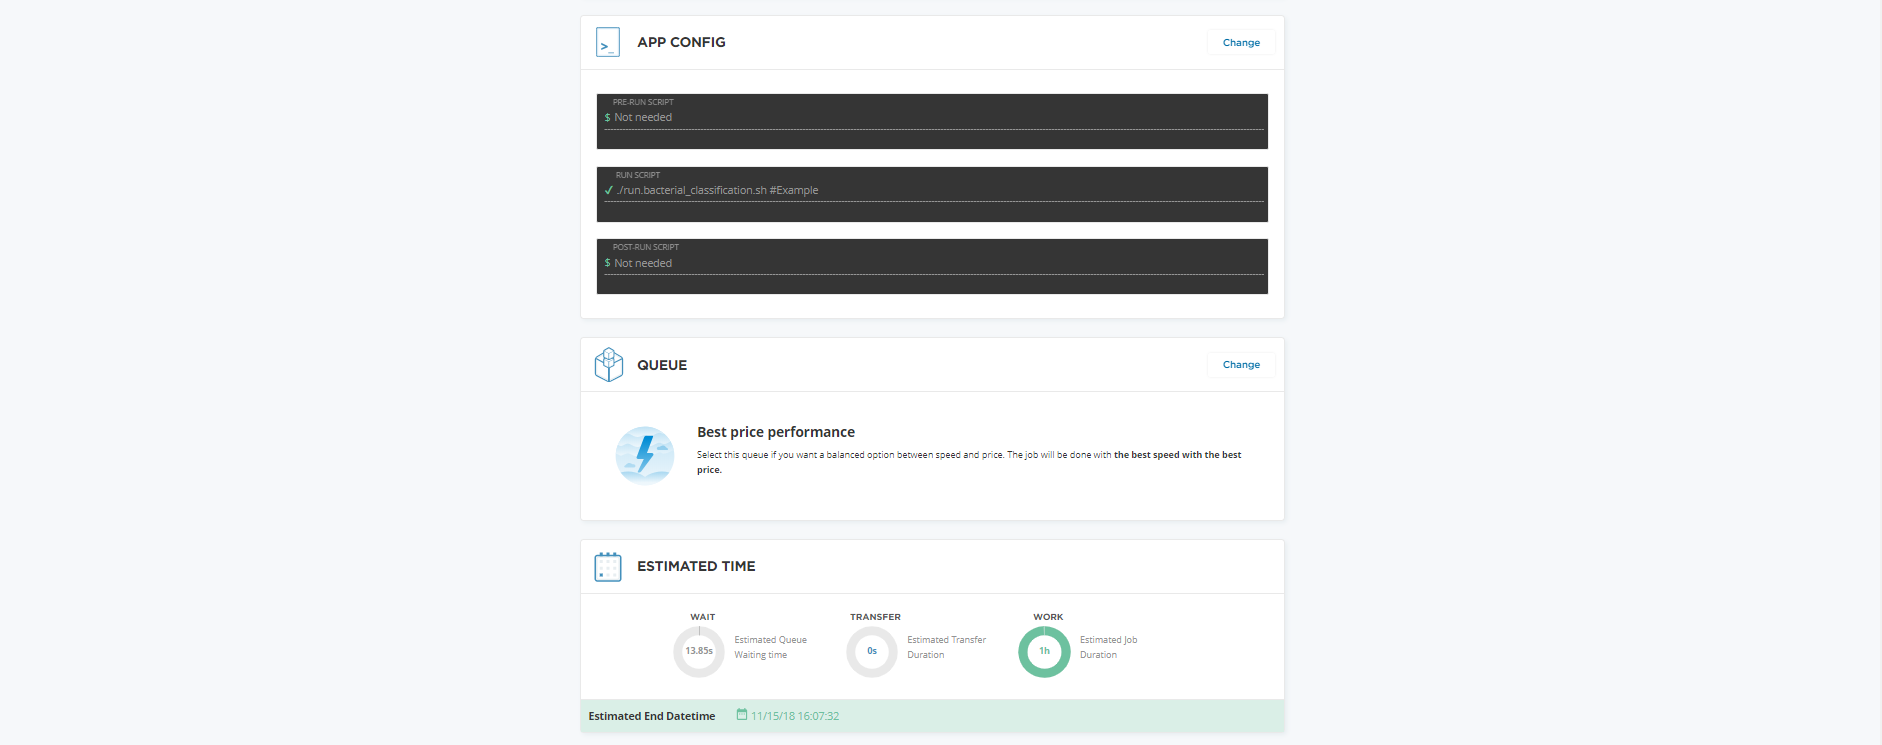 >_ APP CONFIG Change
PRE-RUN SCRIPT
$ Not needed
RUN SCRIPT
✓ ./run.bacterial_classification.sh #Example
POST-RUN SCRIPT
$ Not needed
QUEUE Change
Best price performance
Select this queue if you want a balanced option between speed and price. The job will be done with the best speed with the best
price.
ESTIMATED TIME
WAIT
13.85s
Estimated Queue
Waiting time
TRANSFER
0s
Estimated Transfer
Duration
WORK
1h
Estimated Job
Duration
Estimated End Datetime 11/15/18 16:07:32